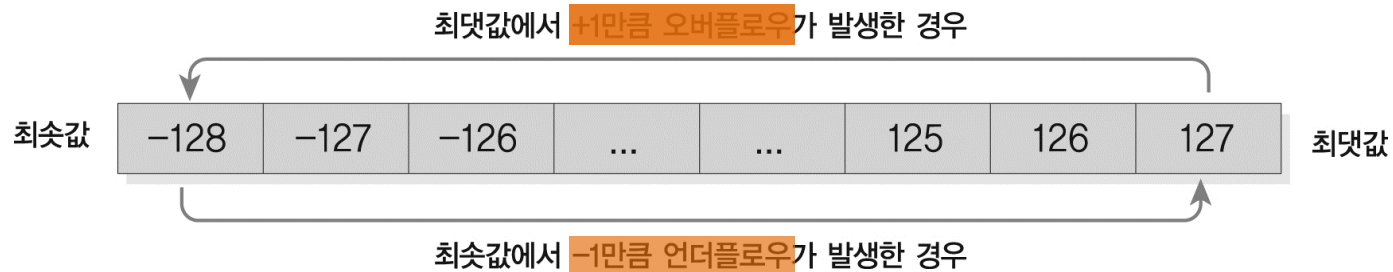 최댓값에서 +1만큼 오버플로우가 발생한 경우
최솟값 -128 -127 -126 ... ... 125 126 127 최댓값
최솟값에서 -1만큼 언더플로우가 발생한 경우